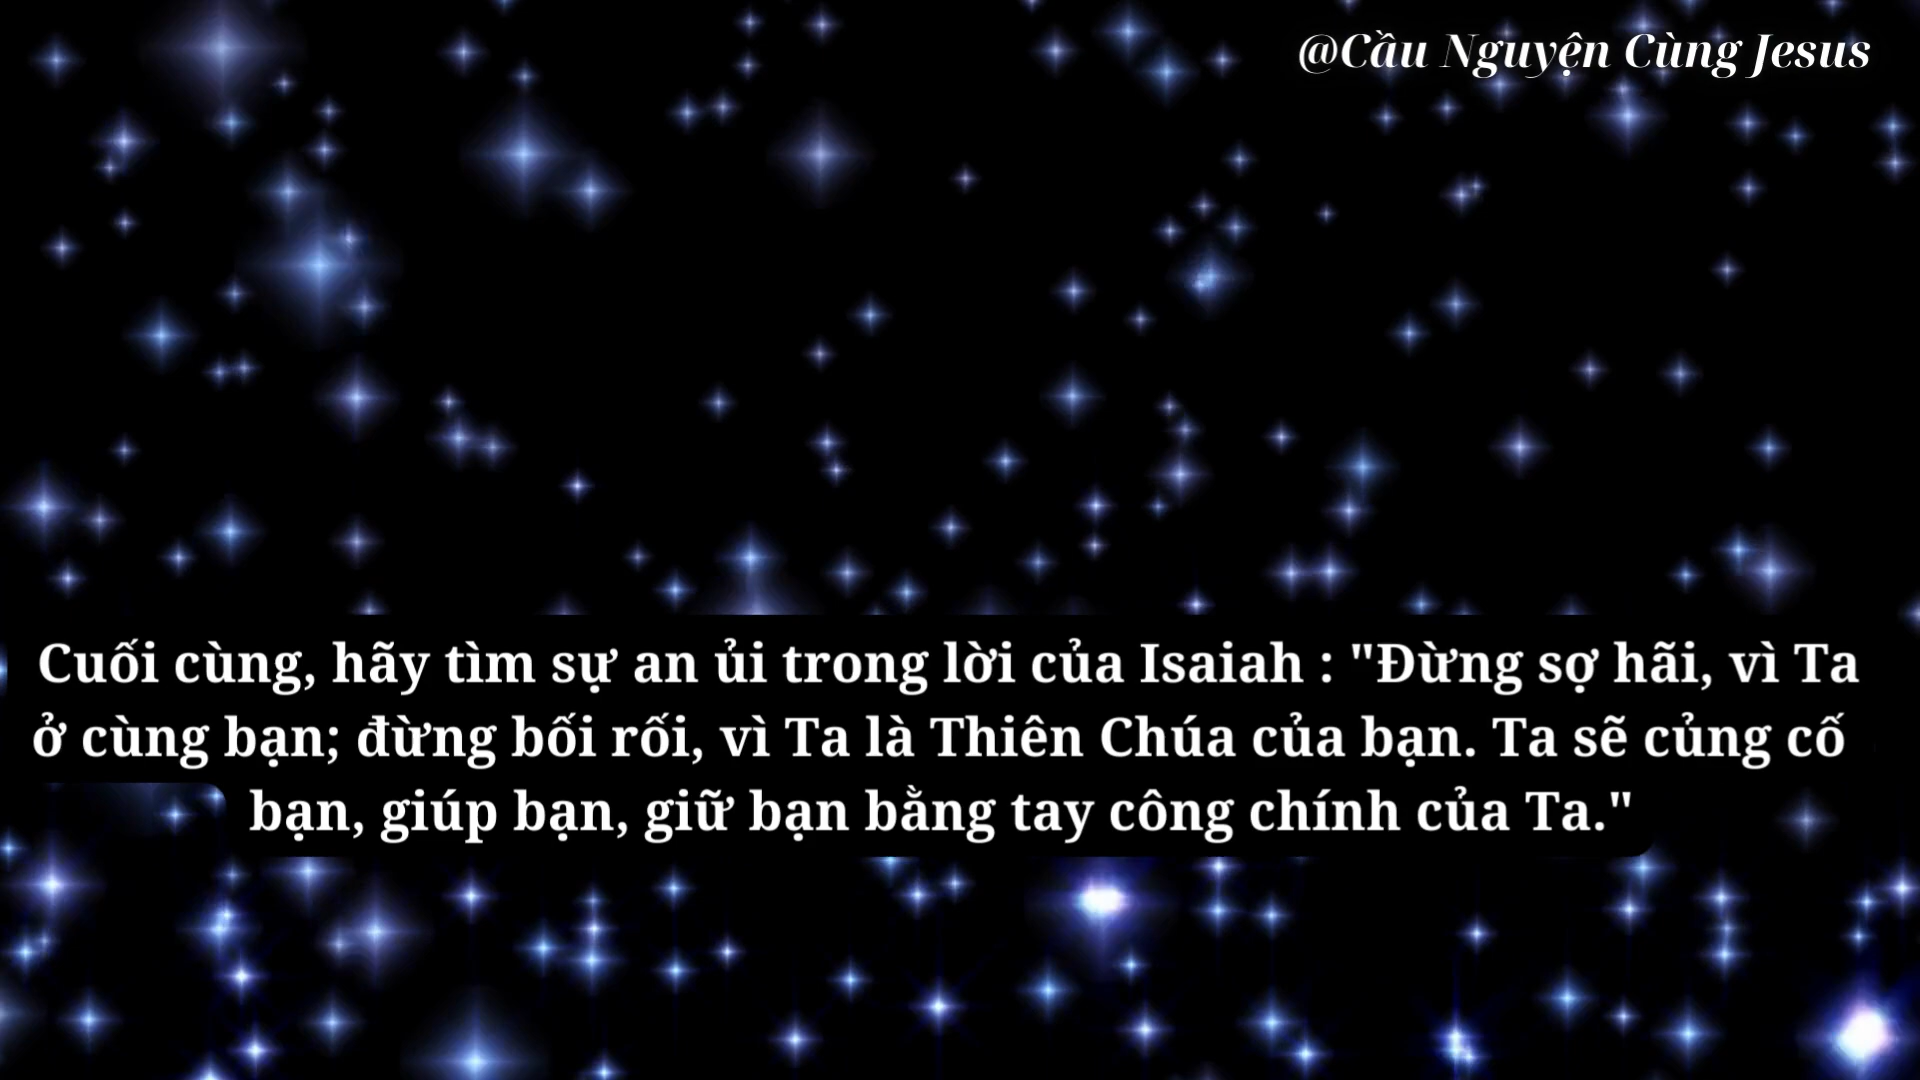 @Cầu Nguyện Cùng Jesus
Cuối cùng, hãy tìm sự an ủi trong lời của Isaiah : "Đừng sợ hãi, vì Ta
ở cùng bạn; đừng bối rối, vì Ta là Thiên Chúa của bạn. Ta sẽ củng cố
bạn, giúp bạn, giữ bạn bằng tay công chính của Ta."